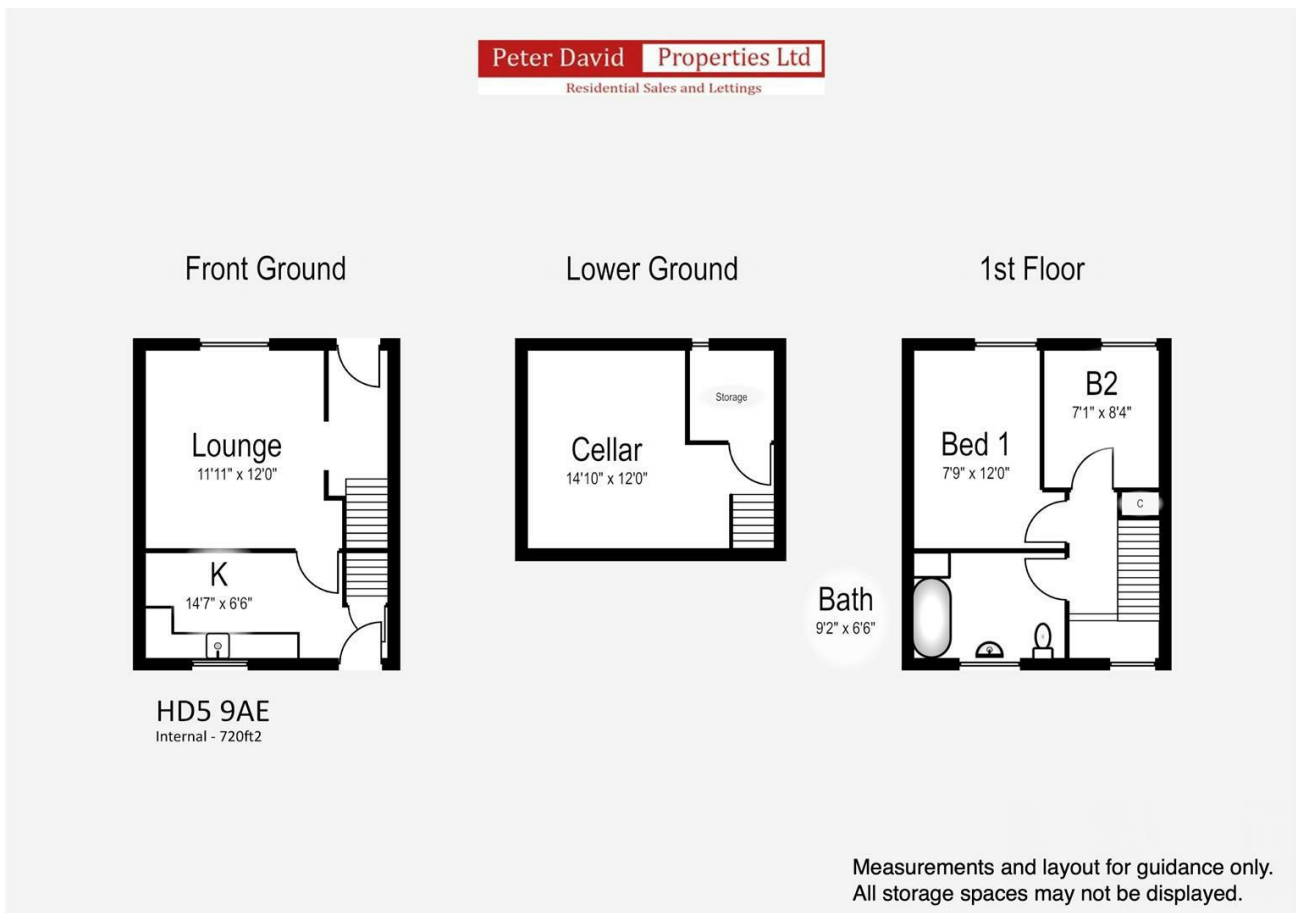 Peter David Properties Ltd
Residential Sales and Lettings
Front Ground
Lower Ground
1st Floor
Lounge
11'11" x 12'0"
K
14'7" x 6'6"
HD5 9AE
Internal - 720ft2
Storage
Cellar
14'10" x 12'0"
B2
7'1" x 8'4"
Bed 1
7'9" x 12'0"
C
Bath
9'2" x 6'6"
Measurements and layout for guidance only.
All storage spaces may not be displayed.